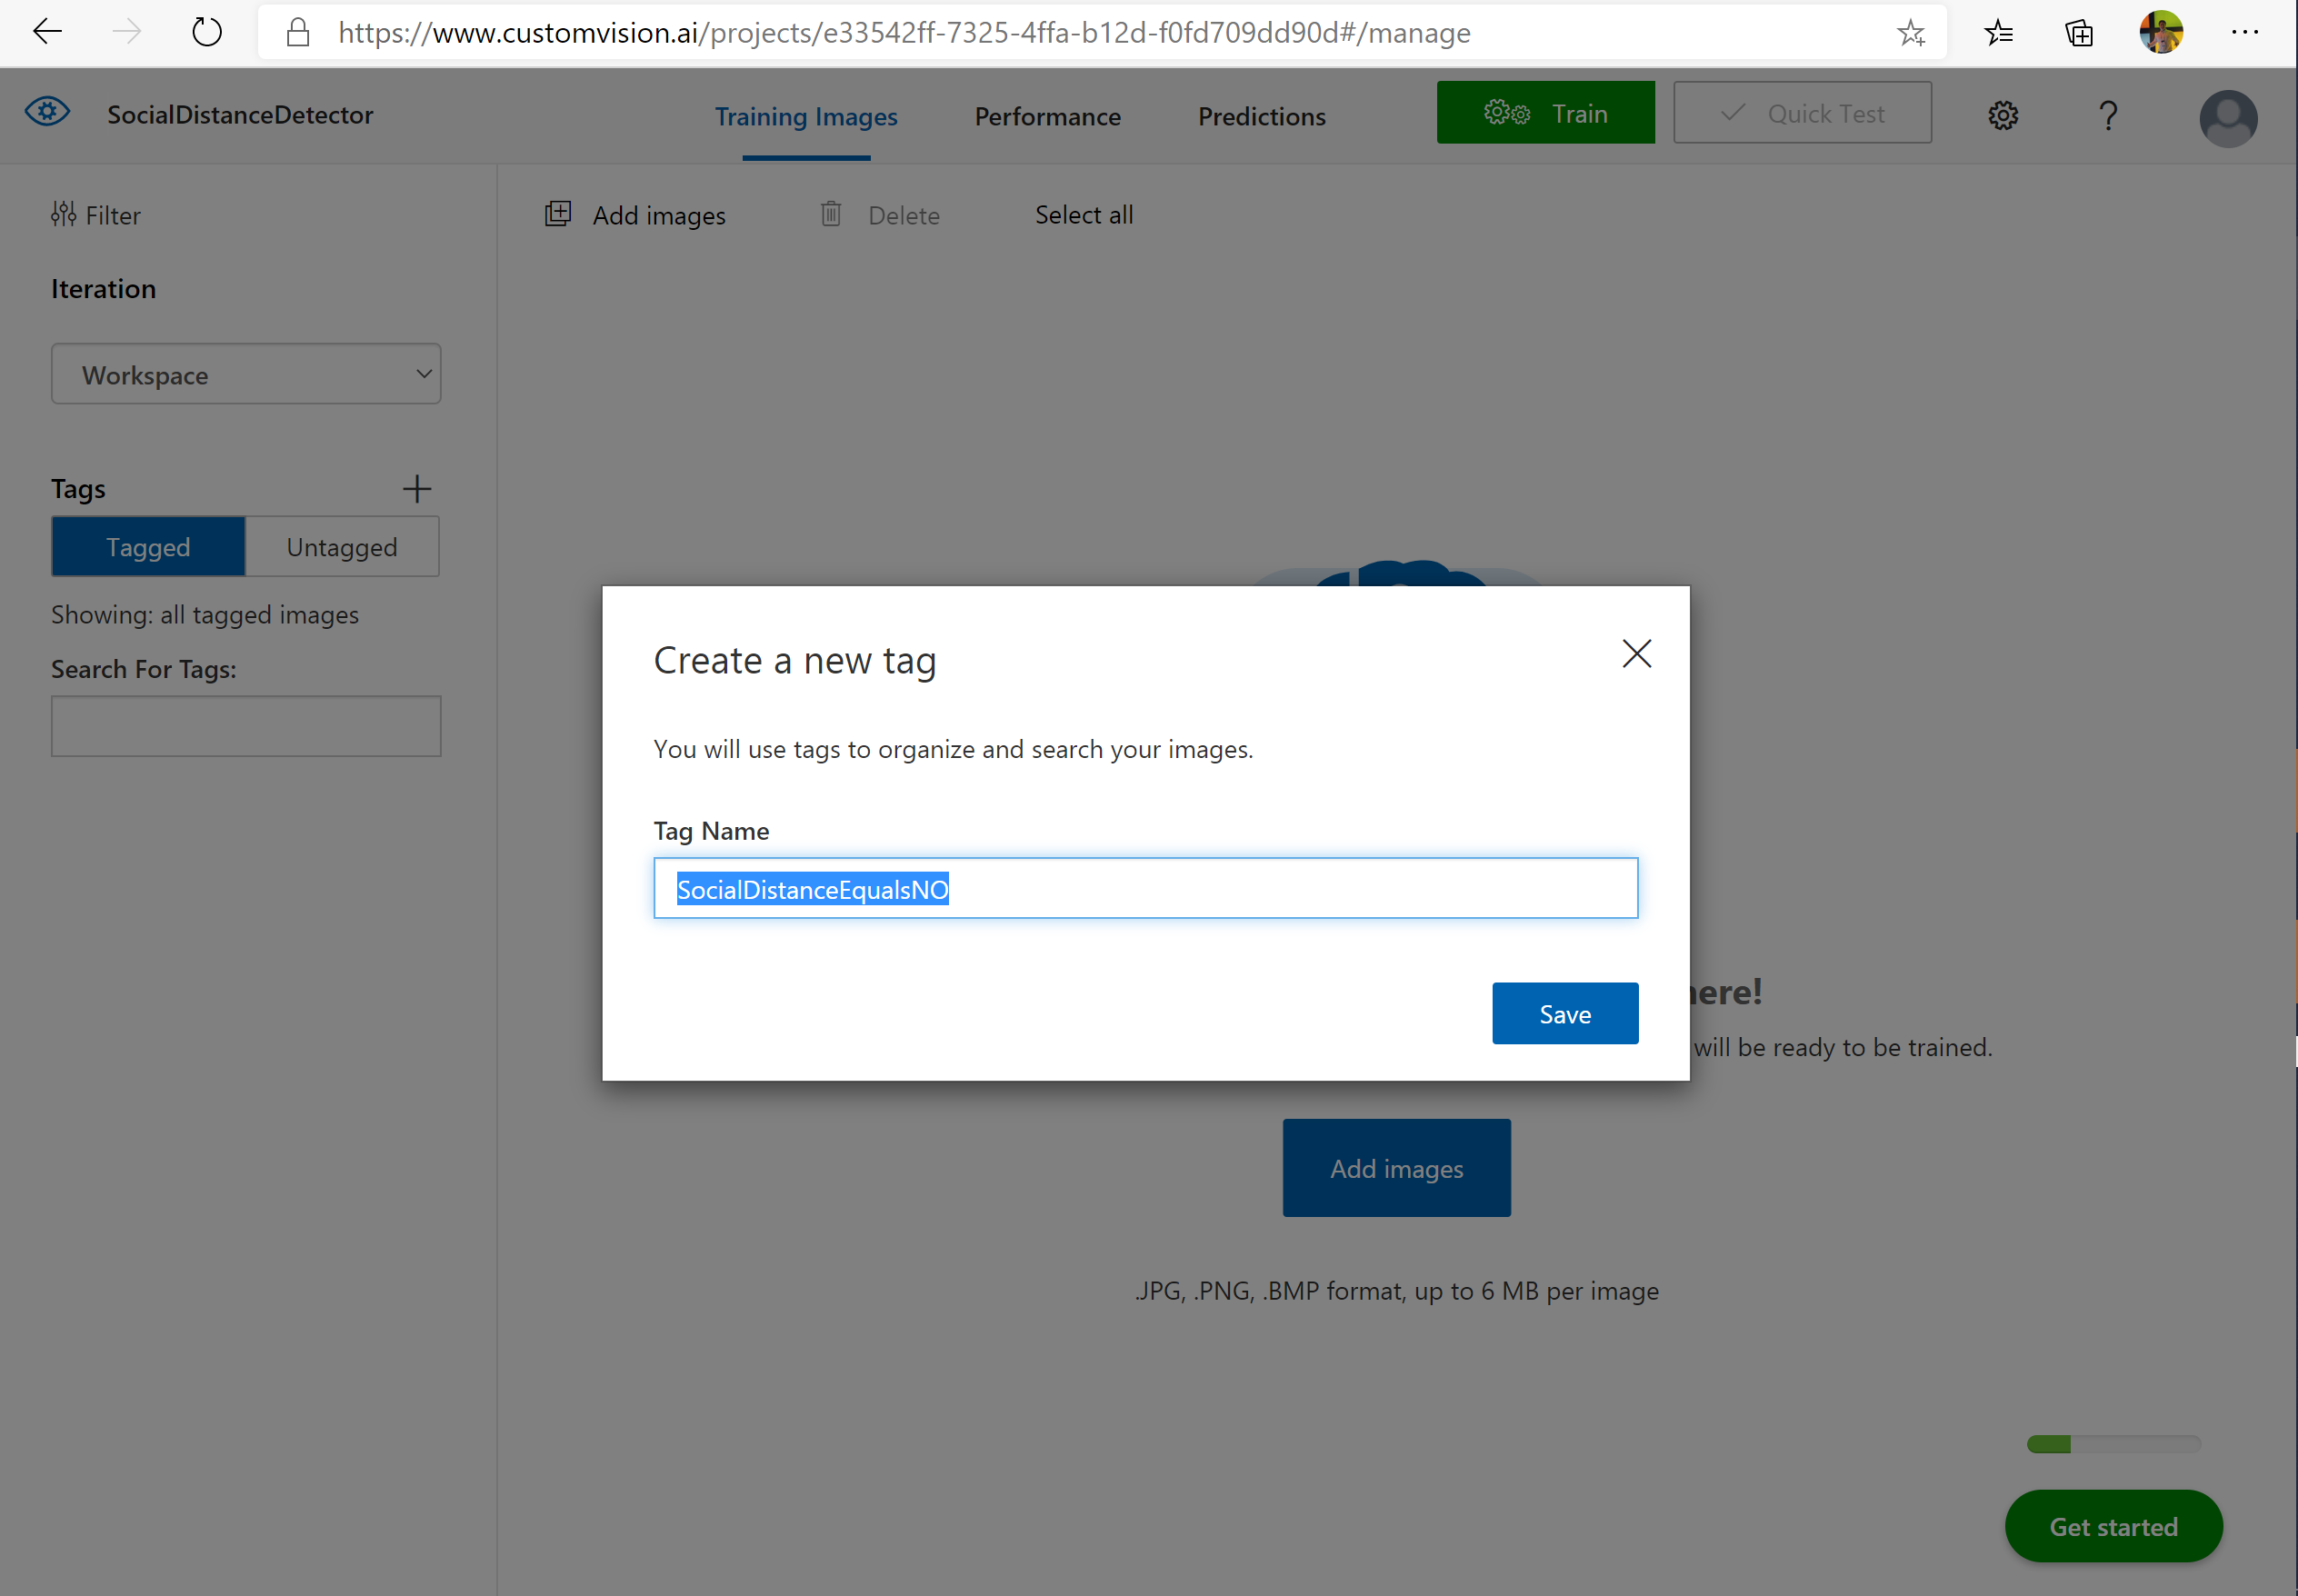 https://www.customvision.ai/projects/e33542ff-7325-4ffa-b12d-f0fd709dd90d#/manage
SocialDistanceDetector
Training Images
Performance
Predictions
Train
Quick Test
?
Filter
Add images
Delete
Select all
Iteration
Workspace
Tags
Tagged
Untagged
Showing: all tagged images
Search For Tags:
Create a new tag
You will use tags to organize and search your images.
Tag Name
SocialDistanceEqualsNO
Save
here!
will be ready to be trained.
Add images
.JPG, .PNG, .BMP format, up to 6 MB per image
Get started